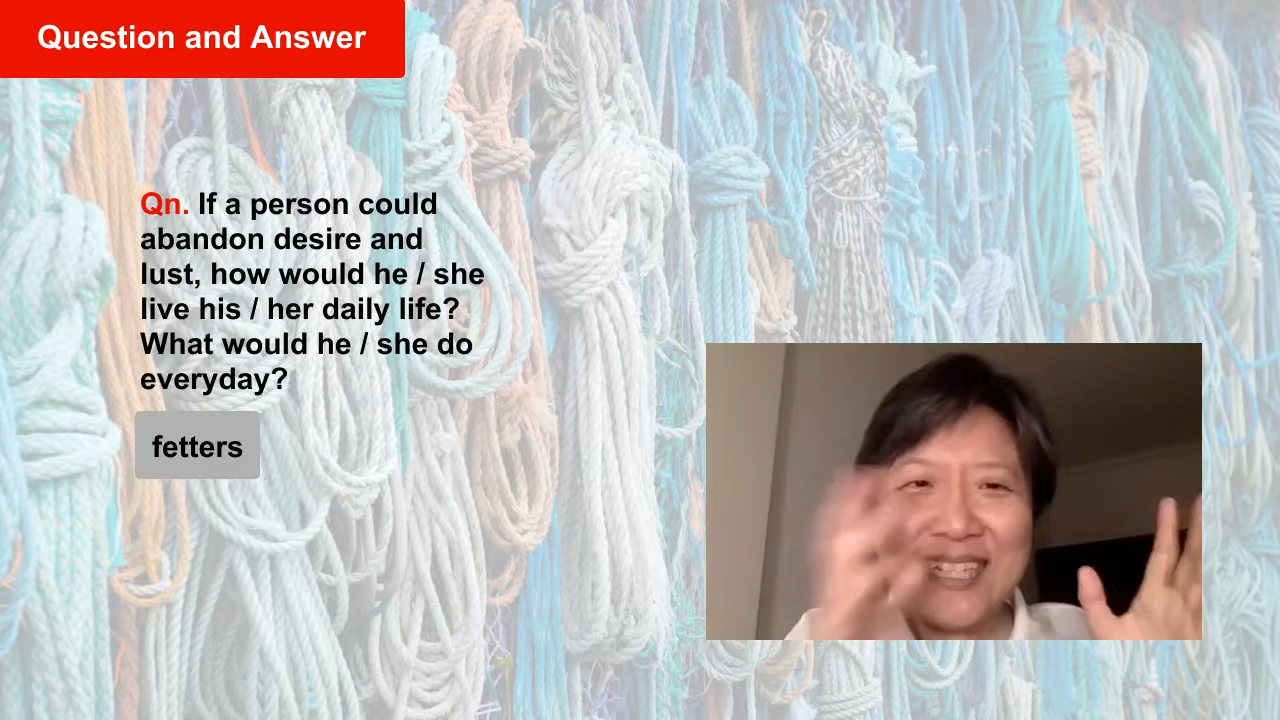 Question and Answer
Qn. If a person could
abandon desire and
lust, how would he / she
live his / her daily life?
What would he / she do
everyday?
fetters